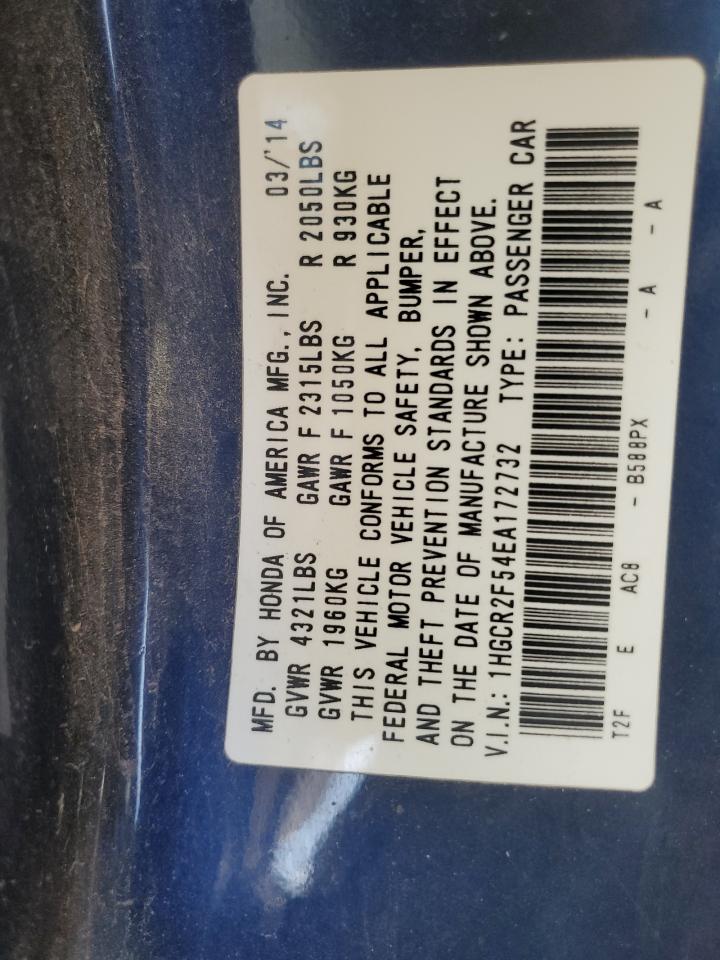 MFD. BY HONDA OF AMERICA MFG., INC. 03/'14
GVWR 4321LBS GAWR F 2315LBS R 2050LBS
GVWR 1960KG GAWR F 1050KG R 930KG
THIS VEHICLE CONFORMS TO ALL APPLICABLE
FEDERAL MOTOR VEHICLE SAFETY, BUMPER,
AND THEFT PREVENTION STANDARDS IN EFFECT
ON THE DATE OF MANUFACTURE SHOWN ABOVE.
V.I.N.: 1HGCR2F54EA172732 TYPE: PASSENGER CAR
T2F E AC8 - B588PX - A - A